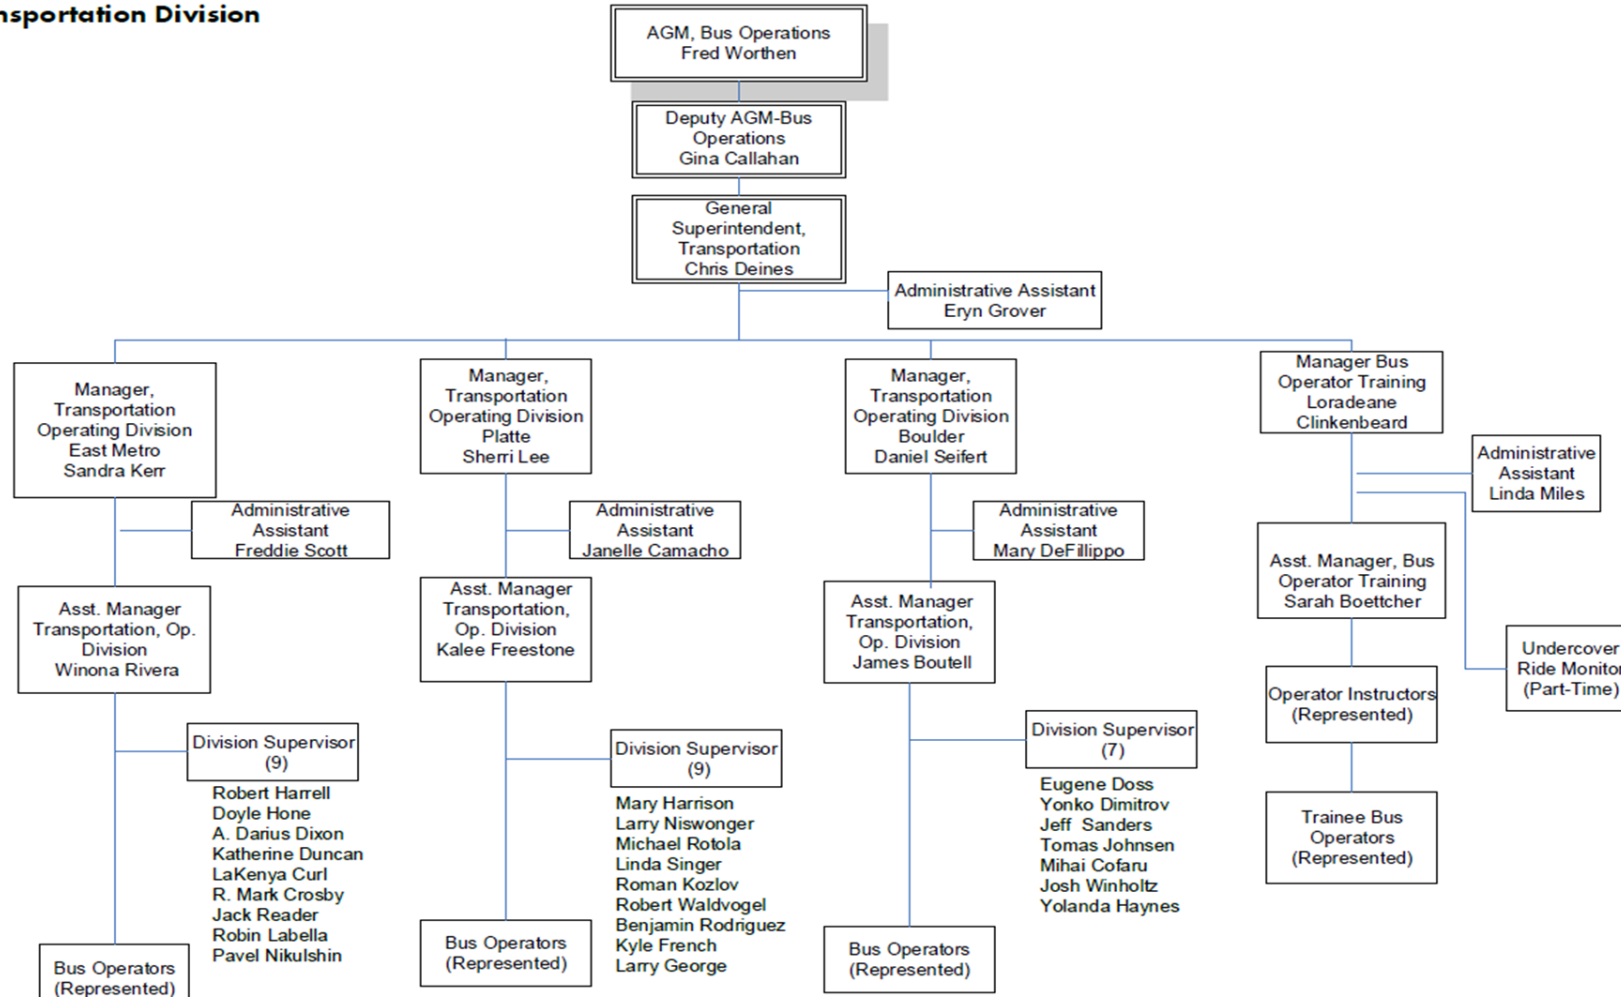 nsportation Division
AGM, Bus Operations
Fred Worthen
Deputy AGM-Bus
Operations
Gina Callahan
General
Superintendent,
Transportation
Chris Deines
Administrative Assistant
Eryn Grover
Manager,
Transportation
Operating Division
East Metro
Sandra Kerr
Administrative
Assistant
Freddie Scott
Asst. Manager
Transportation, Op.
Division
Winona Rivera
Division Supervisor
(9)
Robert Harrell
Doyle Hone
A. Darius Dixon
Katherine Duncan
LaKenya Curl
R. Mark Crosby
Jack Reader
Robin Labella
Pavel Nikulshin
Bus Operators
(Represented)
Manager,
Transportation
Operating Division
Platte
Sherri Lee
Administrative
Assistant
Janelle Camacho
Asst. Manager
Transportation,
Op. Division
Kalee Freestone
Division Supervisor
(9)
Mary Harrison
Larry Niswonger
Michael Rotola
Linda Singer
Roman Kozlov
Robert Waldvogel
Benjamin Rodriguez
Kyle French
Larry George
Bus Operators
(Represented)
Manager,
Transportation
Operating Division
Boulder
Daniel Seifert
Administrative
Assistant
Mary DeFillippo
Asst. Manager
Transportation,
Op. Division
James Boutell
Division Supervisor
(7)
Eugene Doss
Yonko Dimitrov
Jeff  Sanders
Tomas Johnsen
Mihai Cofaru
Josh Winholtz
Yolanda Haynes
Bus Operators
(Represented)
Manager Bus
Operator Training
Loradeane
Clinkenbeard
Administrative
Assistant
Linda Miles
Asst. Manager, Bus
Operator Training
Sarah Boettcher
Undercover
Ride Monitor
(Part-Time)
Operator Instructors
(Represented)
Trainee Bus
Operators
(Represented)